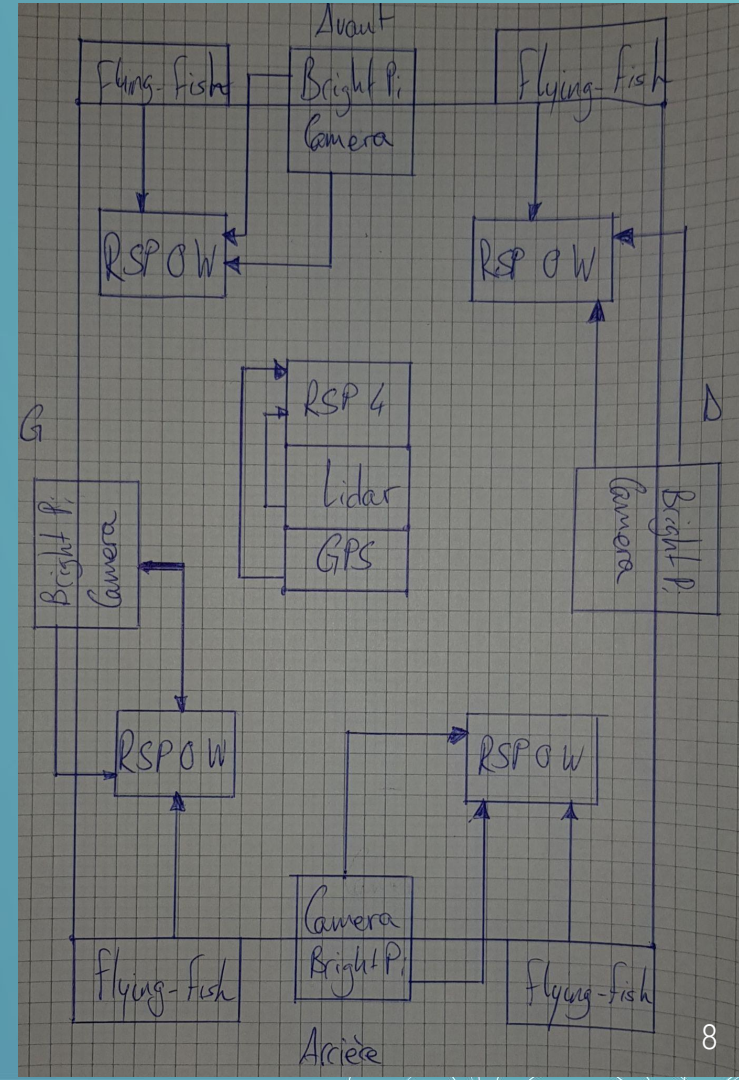 Avant
Flying-fish
Bright Pi
Camera
Flying-fish
RSP 0 W
RSP 0 W
G
D
RSP 4
Lidar
GPS
Bright Pi
Camera
Camera
Bright Pi
RSP 0 W
RSP 0 W
Camera
Bright Pi
Flying-fish
Flying-fish
Arrière
8